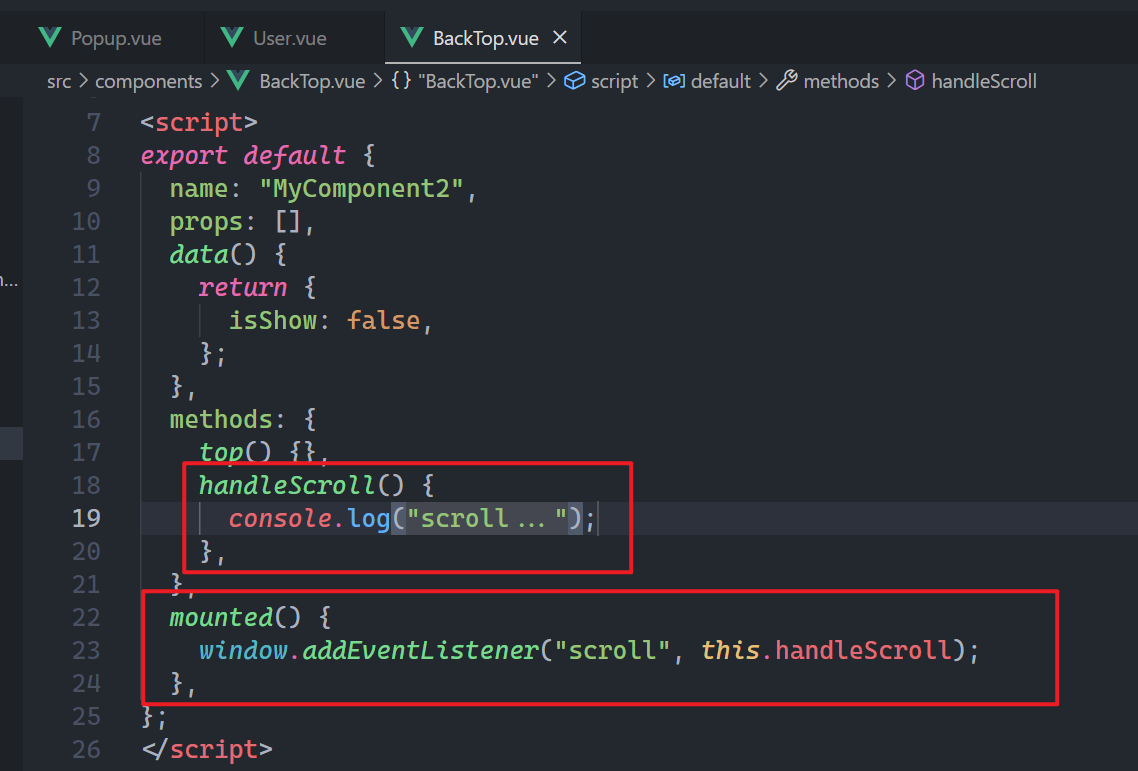 Popup.vue User.vue BackTop.vue ×
src > components > BackTop.vue > {} "BackTop.vue" > script > default > methods > handleScroll
7 <script>
8 export default {
9 name: "MyComponent2",
10 props: [],
11 data() {
12 return {
13 isShow: false,
14 };
15 },
16 methods: {
17 top() {},
18 handleScroll() {
19 console.log("scroll...");
20 },
21 },
22 mounted() {
23 window.addEventListener("scroll", this.handleScroll);
24 },
25 };
26 </script>